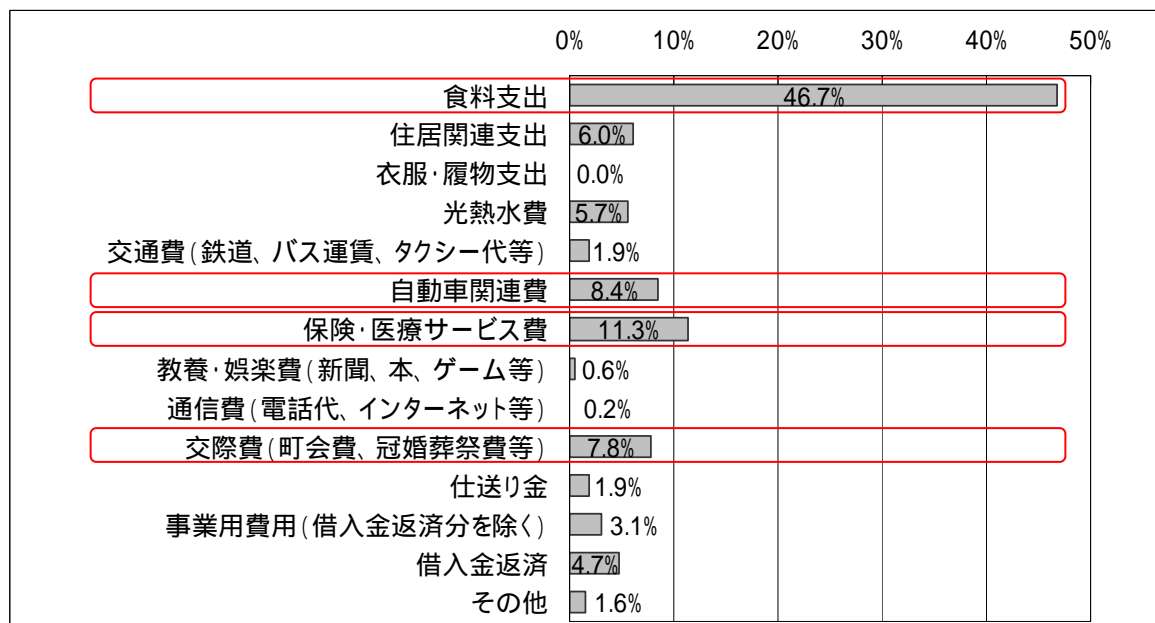 0% 10% 20% 30% 40% 50%
食料支出 46.7%
住居関連支出 6.0%
衣服・履物支出 0.0%
光熱水費 5.7%
交通費(鉄道、バス運賃、タクシー代等) 1.9%
自動車関連費 8.4%
保険・医療サービス費 11.3%
教養・娯楽費(新聞、本、ゲーム等) 0.6%
通信費(電話代、インターネット等) 0.2%
交際費(町会費、冠婚葬祭費等) 7.8%
仕送り金 1.9%
事業用費用(借入金返済分を除く) 3.1%
借入金返済 4.7%
その他 1.6%